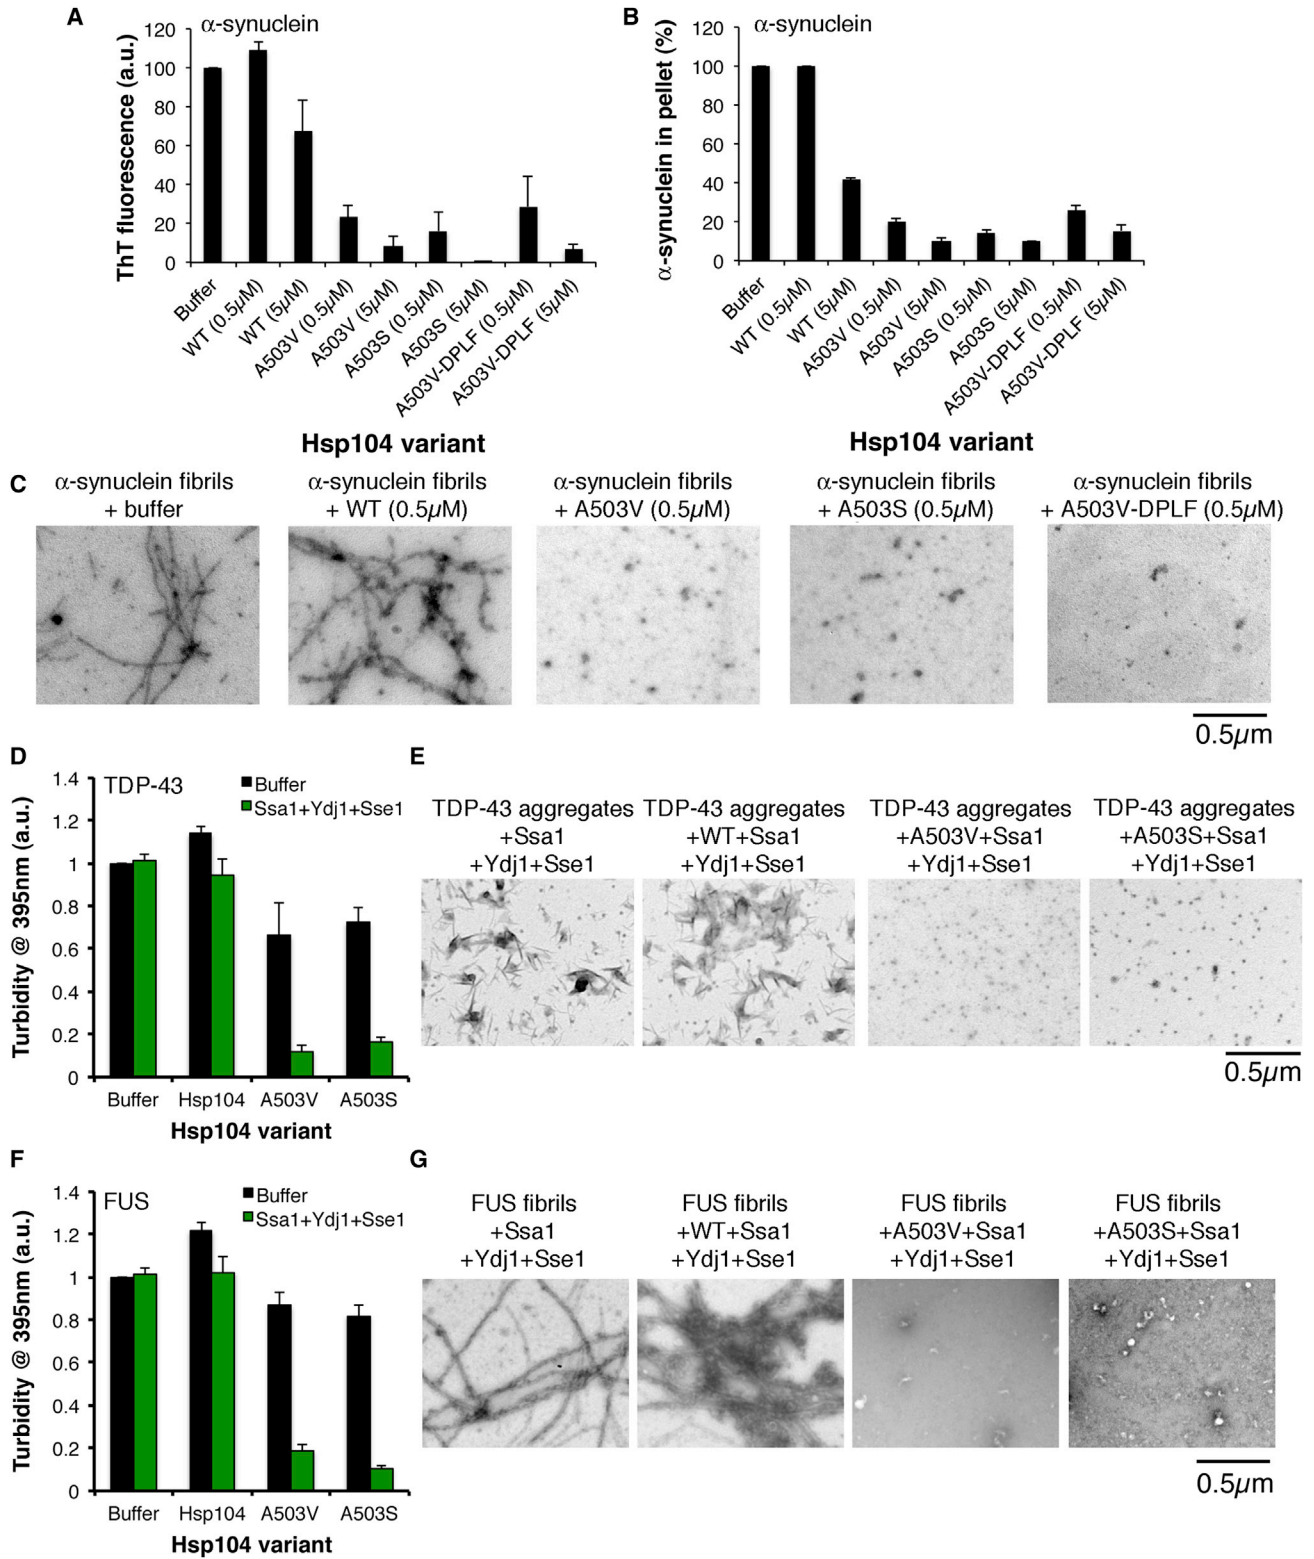 A
α-synuclein
ThT fluorescence (a.u.)
120
100
80
60
40
20
0
Buffer
WT (0.5µM)
WT (5µM)
A503V (0.5µM)
A503V (5µM)
A503S (0.5µM)
A503S (5µM)
A503V-DPLF (0.5µM)
A503V-DPLF (5µM)
Hsp104 variant
B
α-synuclein
α-synuclein in pellet (%)
120
100
80
60
40
20
0
Buffer
WT (0.5µM)
WT (5µM)
A503V (0.5µM)
A503V (5µM)
A503S (0.5µM)
A503S (5µM)
A503V-DPLF (0.5µM)
A503V-DPLF (5µM)
Hsp104 variant
C
α-synuclein fibrils
+ buffer
α-synuclein fibrils
+ WT (0.5µM)
α-synuclein fibrils
+ A503V (0.5µM)
α-synuclein fibrils
+ A503S (0.5µM)
α-synuclein fibrils
+ A503V-DPLF (0.5µM)
0.5µm
D
TDP-43
Buffer
Ssa1+Ydj1+Sse1
Turbidity @ 395nm (a.u.)
1.4
1.2
1
0.8
0.6
0.4
0.2
0
Buffer
Hsp104
A503V
A503S
Hsp104 variant
E
TDP-43 aggregates
+Ssa1
+Ydj1+Sse1
TDP-43 aggregates
+WT+Ssa1
+Ydj1+Sse1
TDP-43 aggregates
+A503V+Ssa1
+Ydj1+Sse1
TDP-43 aggregates
+A503S+Ssa1
+Ydj1+Sse1
0.5µm
F
FUS
Buffer
Ssa1+Ydj1+Sse1
Turbidity @ 395nm (a.u.)
1.4
1.2
1
0.8
0.6
0.4
0.2
0
Buffer
Hsp104
A503V
A503S
Hsp104 variant
G
FUS fibrils
+Ssa1
+Ydj1+Sse1
FUS fibrils
+WT+Ssa1
+Ydj1+Sse1
FUS fibrils
+A503V+Ssa1
+Ydj1+Sse1
FUS fibrils
+A503S+Ssa1
+Ydj1+Sse1
0.5µm